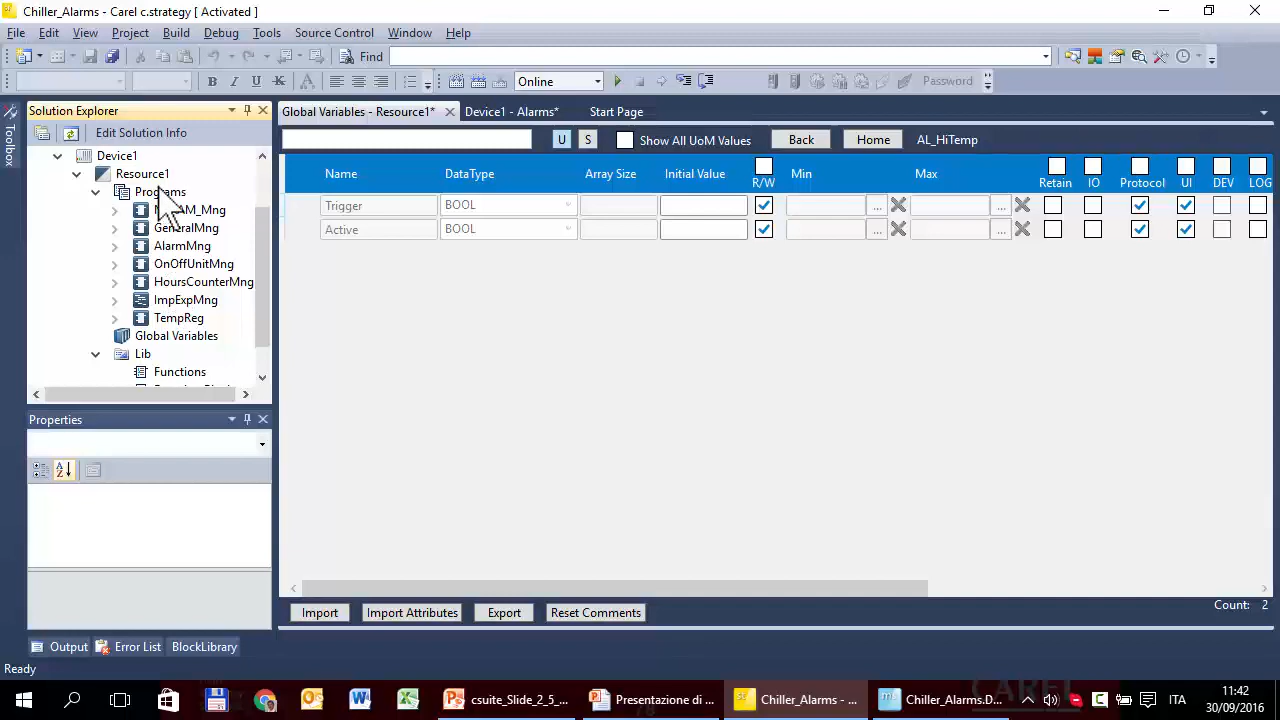 Chiller_Alarms - Carel c.strategy [ Activated ]
File Edit View Project Build Debug Tools Source Control Window Help
Find
Online
Password
Toolbox
Solution Explorer
Edit Solution Info
Device1
Resource1
Programs
AM_Mng
GeneralMng
AlarmMng
OnOffUnitMng
HoursCounterMng
ImpExpMng
TempReg
Global Variables
Lib
Functions
Properties
Global Variables - Resource1* Device1 - Alarms* Start Page
U S Show All UoM Values Back Home AL_HiTemp
Name DataType Array Size Initial Value R/W Min Max Retain IO Protocol UI DEV LOG
Trigger BOOL ... ...
Active BOOL ... ...
Import Import Attributes Export Reset Comments
Count: 2
Output Error List BlockLibrary
Ready
csuite_Slide_2_5_... Presentazione di ... Chiller_Alarms - ... Chiller_Alarms.D... ITA
11:42
30/09/2016